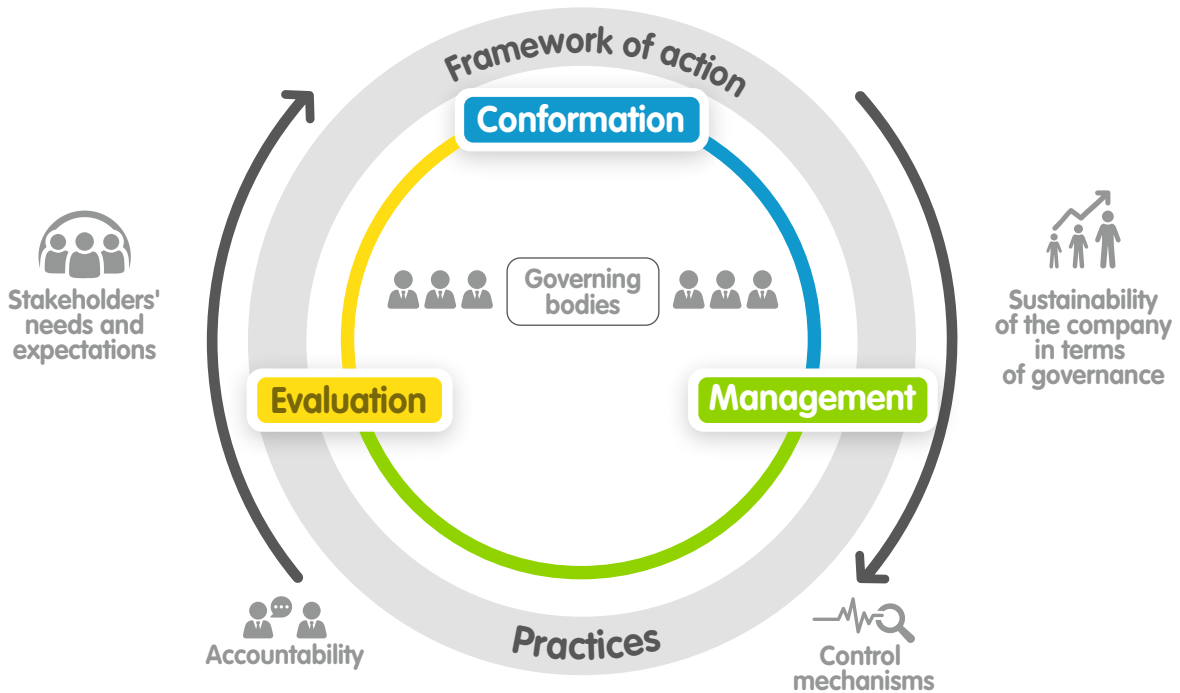 Framework of action
Conformation
Governing
bodies
Stakeholders'
needs and
expectations
Sustainability
of the company
in terms
of governance
Evaluation
Management
Practices
Accountability
Control
mechanisms